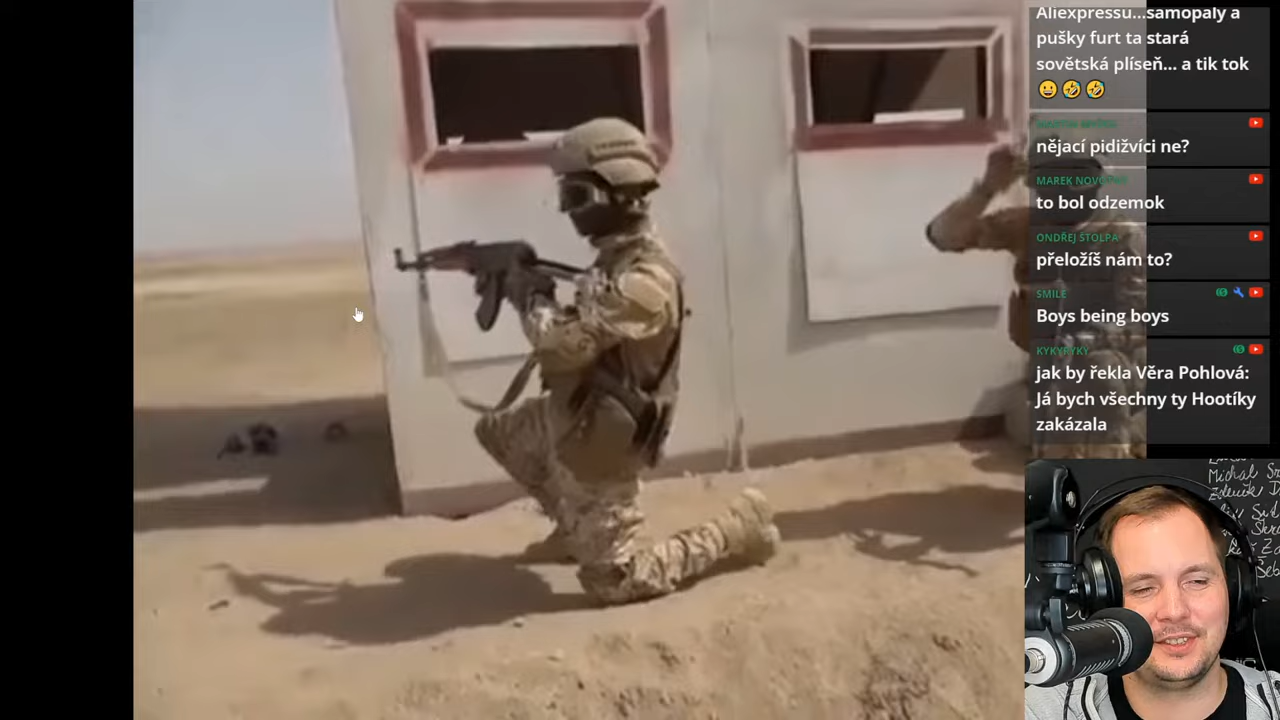 Aliexpressu...samopaly a
pušky furt ta stará
sovětská plíseň... a tik tok
😀 🤣 🤣
nějací pidižvíci ne?
MAREK
to bol odzemok
ONDŘEJ ŠTOLPA
přeložíš nám to?
SMILE
Boys being boys
KYKYRYKY
jak by řekla Věra Pohlová:
Já bych všechny ty Hootíky
zakázala
Michal
Zdeněk